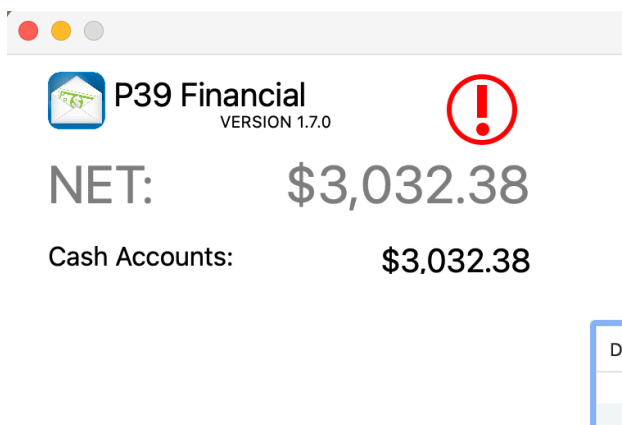 P39 Financial
VERSION 1.7.0
NET: $3,032.38
Cash Accounts: $3,032.38
D